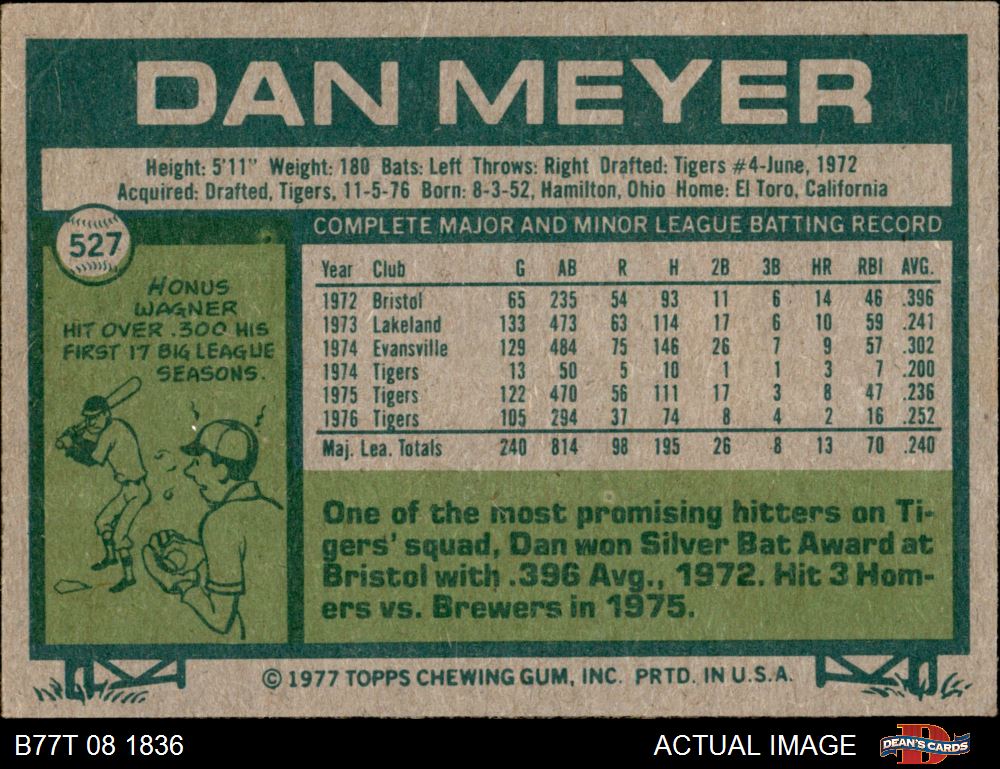 DAN MEYER
Height: 5'11" Weight: 180 Bats: Left Throws: Right Drafted: Tigers #4-June, 1972
Acquired: Drafted, Tigers, 11-5-76 Born: 8-3-52, Hamilton, Ohio Home: El Toro, California
527
HONUS
WAGNER
HIT OVER .300 HIS
FIRST 17 BIG LEAGUE
SEASONS.
COMPLETE MAJOR AND MINOR LEAGUE BATTING RECORD
Year Club G AB R H 2B 3B HR RBI AVG.
1972 Bristol 65 235 54 93 11 6 14 46 .396
1973 Lakeland 133 473 63 114 17 6 10 59 .241
1974 Evansville 129 484 75 146 26 7 9 57 .302
1974 Tigers 13 50 5 10 1 1 3 7 .200
1975 Tigers 122 470 56 111 17 3 8 47 .236
1976 Tigers 105 294 37 74 8 4 2 16 .252
Maj. Lea. Totals 240 814 98 195 26 8 13 70 .240
One of the most promising hitters on Ti-
gers' squad, Dan won Silver Bat Award at
Bristol with .396 Avg., 1972. Hit 3 Hom-
ers vs. Brewers in 1975.
© 1977 TOPPS CHEWING GUM, INC. PRTD. IN U.S.A.
B77T 08 1836
ACTUAL IMAGE
DEAN'S CARDS